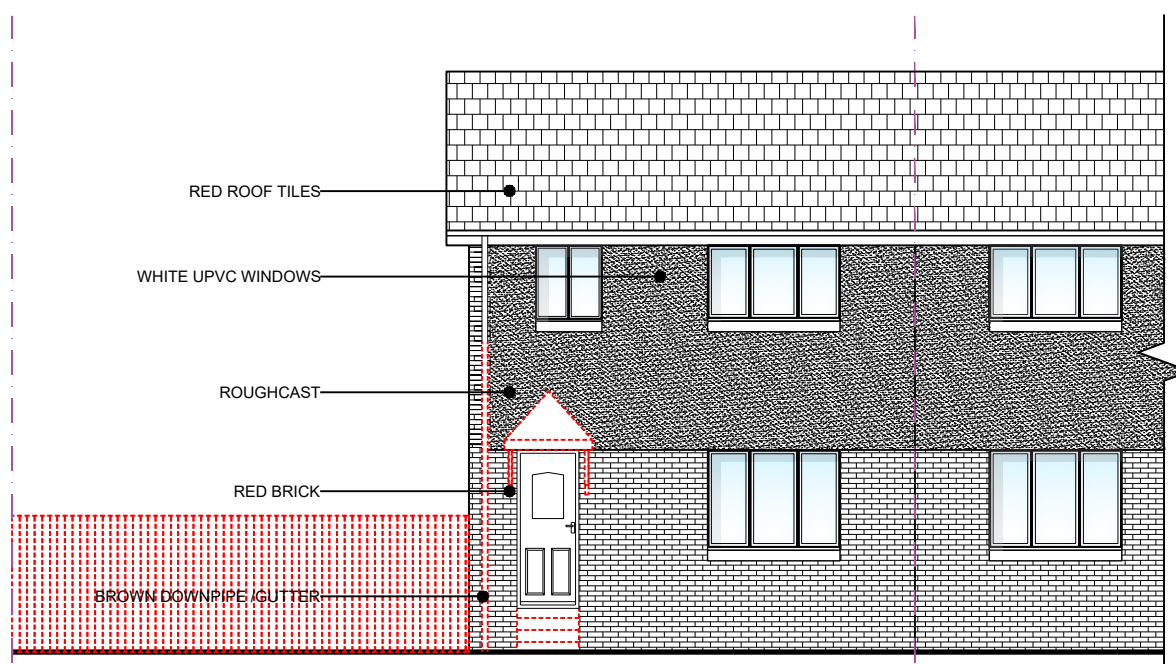 RED ROOF TILES
WHITE UPVC WINDOWS
ROUGHCAST
RED BRICK
BROWN DOWNPIPE /GUTTER